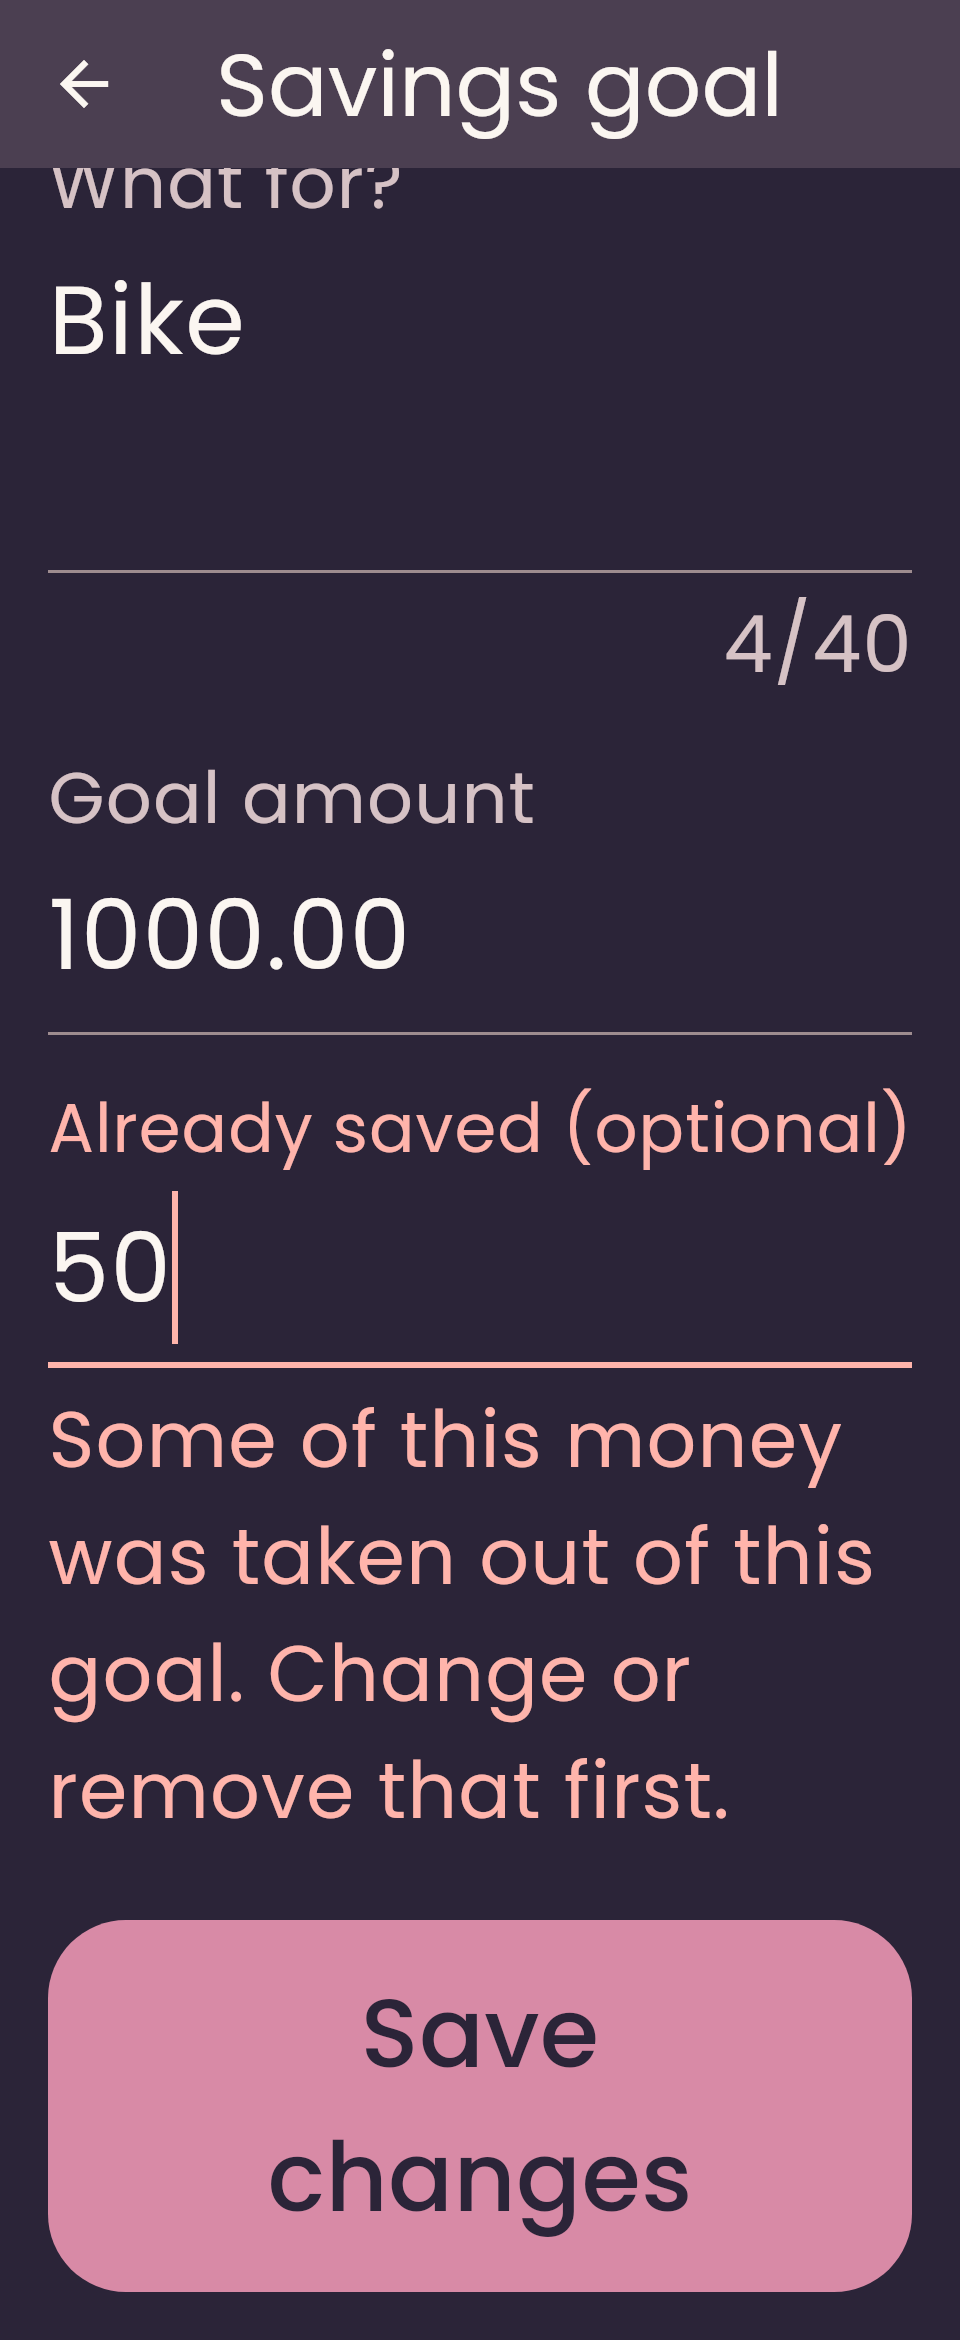 Savings goal
What for?
Bike
4/40
Goal amount
1000.00
Already saved (optional)
50
Some of this money
was taken out of this
goal. Change or
remove that first.
Save
changes